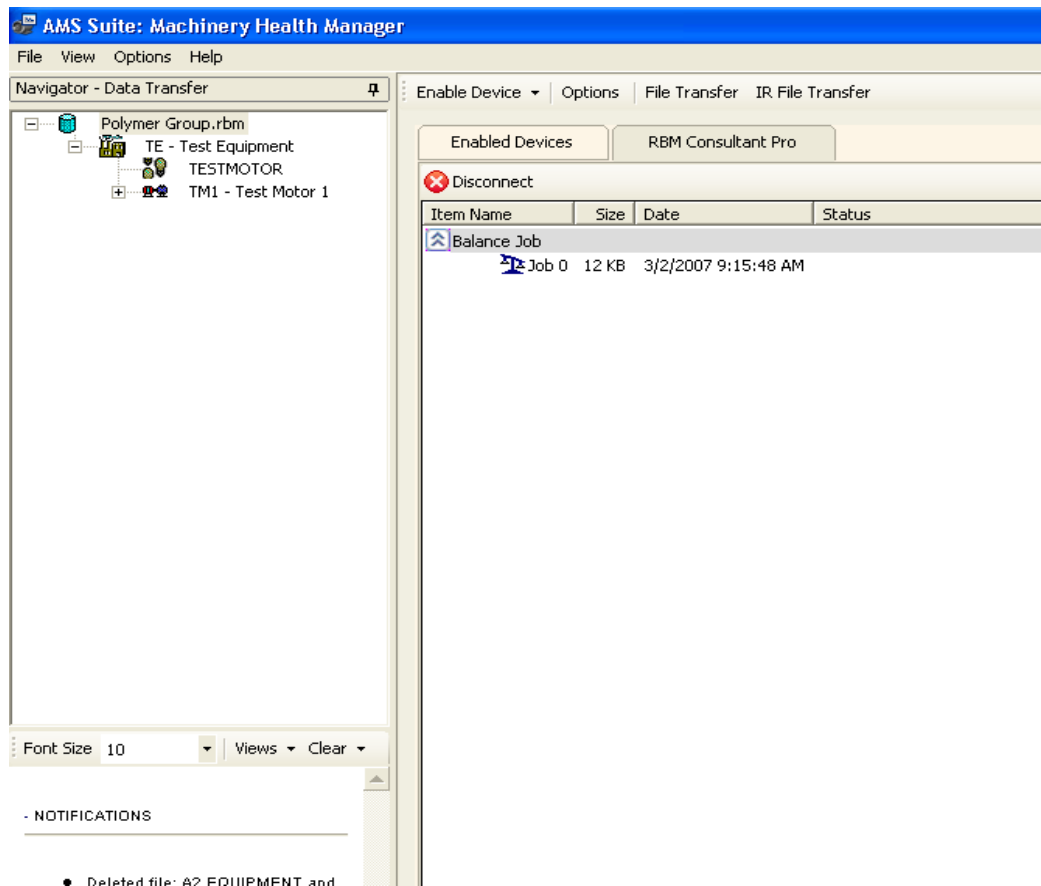 AMS Suite: Machinery Health Manager
File View Options Help
Navigator - Data Transfer
Polymer Group.rbm
TE - Test Equipment
TESTMOTOR
TM1 - Test Motor 1
Enable Device Options File Transfer IR File Transfer
Enabled Devices RBM Consultant Pro
Disconnect
Item Name Size Date Status
Balance Job
Job 0 12 KB 3/2/2007 9:15:48 AM
Font Size 10 Views Clear
- NOTIFICATIONS
• Deleted file: A2 EQUIPMENT and